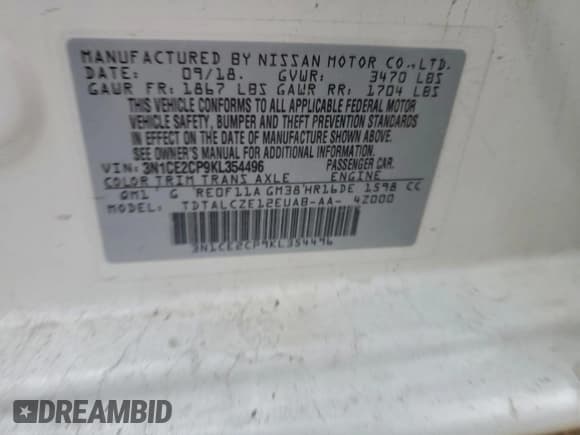 MANUFACTURED BY NISSAN MOTOR CO.,LTD.
DATE: 09/18. GVWR: 3470 LBS
GAWR FR: 1867 LBS GAWR RR: 1704 LBS
THIS VEHICLE CONFORMS TO ALL APPLICABLE FEDERAL MOTOR
VEHICLE SAFETY, BUMPER AND THEFT PREVENTION STANDARDS
IN EFFECT ON THE DATE OF MANUFACTURE SHOWN ABOVE.
SEE OWNER'S MANUAL FOR ADDITIONAL INFORMATION.
VIN: 3N1CE2CP9KL354496 PASSENGER CAR.
COLOR TRIM TRANS AXLE ENGINE
GM1 G RE0F11A GM38 HR16DE 1598 CC
MODEL: TDTALCZE12EUAB-AA- 4Z000
3N1CE2CP9KL354496
DREAMBID
DREAMBID